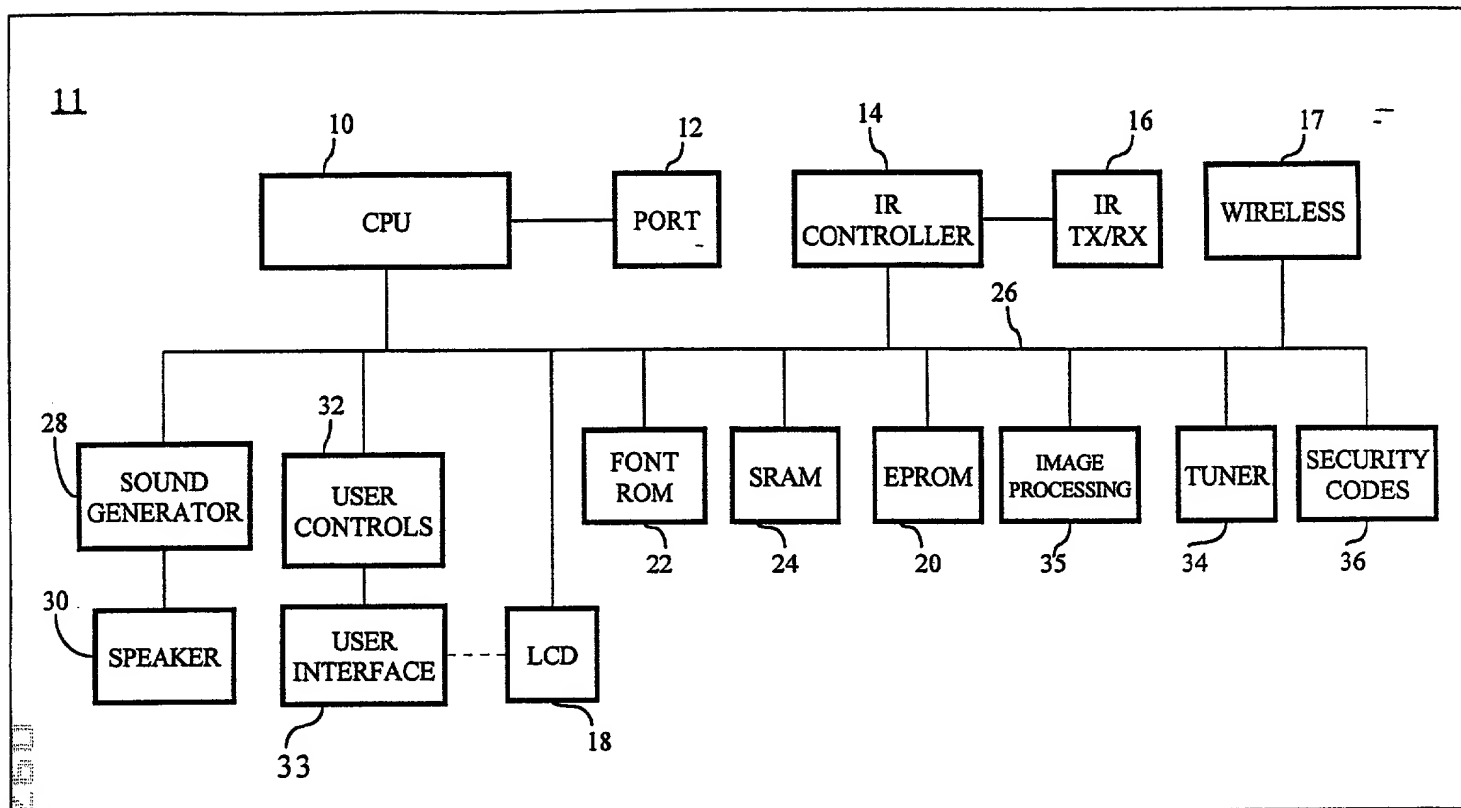 11
10
12
14
16
17
CPU
PORT
IR
CONTROLLER
IR
TX/RX
WIRELESS
26
28
32
SOUND
GENERATOR
USER
CONTROLS
FONT
ROM
SRAM
EPROM
IMAGE
PROCESSING
TUNER
SECURITY
CODES
22
24
20
35
34
36
30
SPEAKER
USER
INTERFACE
LCD
33
18